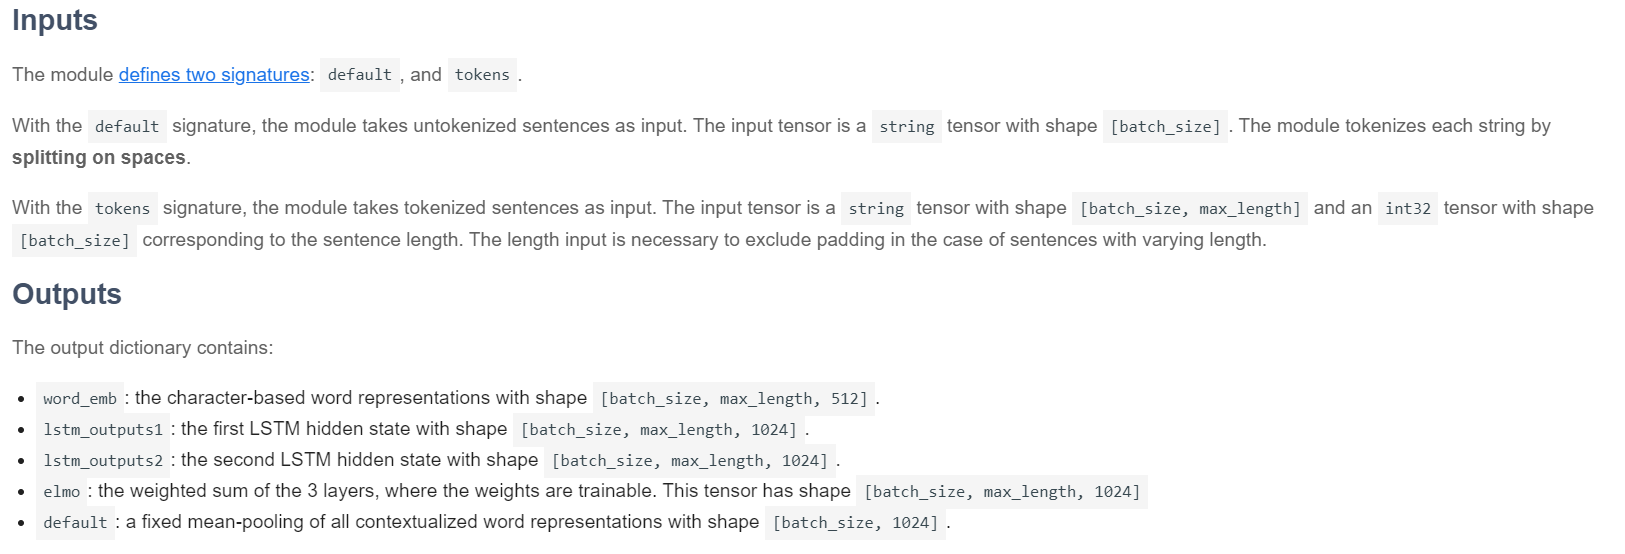 Inputs
The module defines two signatures: default , and tokens .
With the default signature, the module takes untokenized sentences as input. The input tensor is a string tensor with shape [batch_size] . The module tokenizes each string by
splitting on spaces.
With the tokens signature, the module takes tokenized sentences as input. The input tensor is a string tensor with shape [batch_size, max_length] and an int32 tensor with shape
[batch_size] corresponding to the sentence length. The length input is necessary to exclude padding in the case of sentences with varying length.
Outputs
The output dictionary contains:
• word_emb : the character-based word representations with shape [batch_size, max_length, 512] .
• lstm_outputs1 : the first LSTM hidden state with shape [batch_size, max_length, 1024] .
• lstm_outputs2 : the second LSTM hidden state with shape [batch_size, max_length, 1024] .
• elmo : the weighted sum of the 3 layers, where the weights are trainable. This tensor has shape [batch_size, max_length, 1024]
• default : a fixed mean-pooling of all contextualized word representations with shape [batch_size, 1024] .